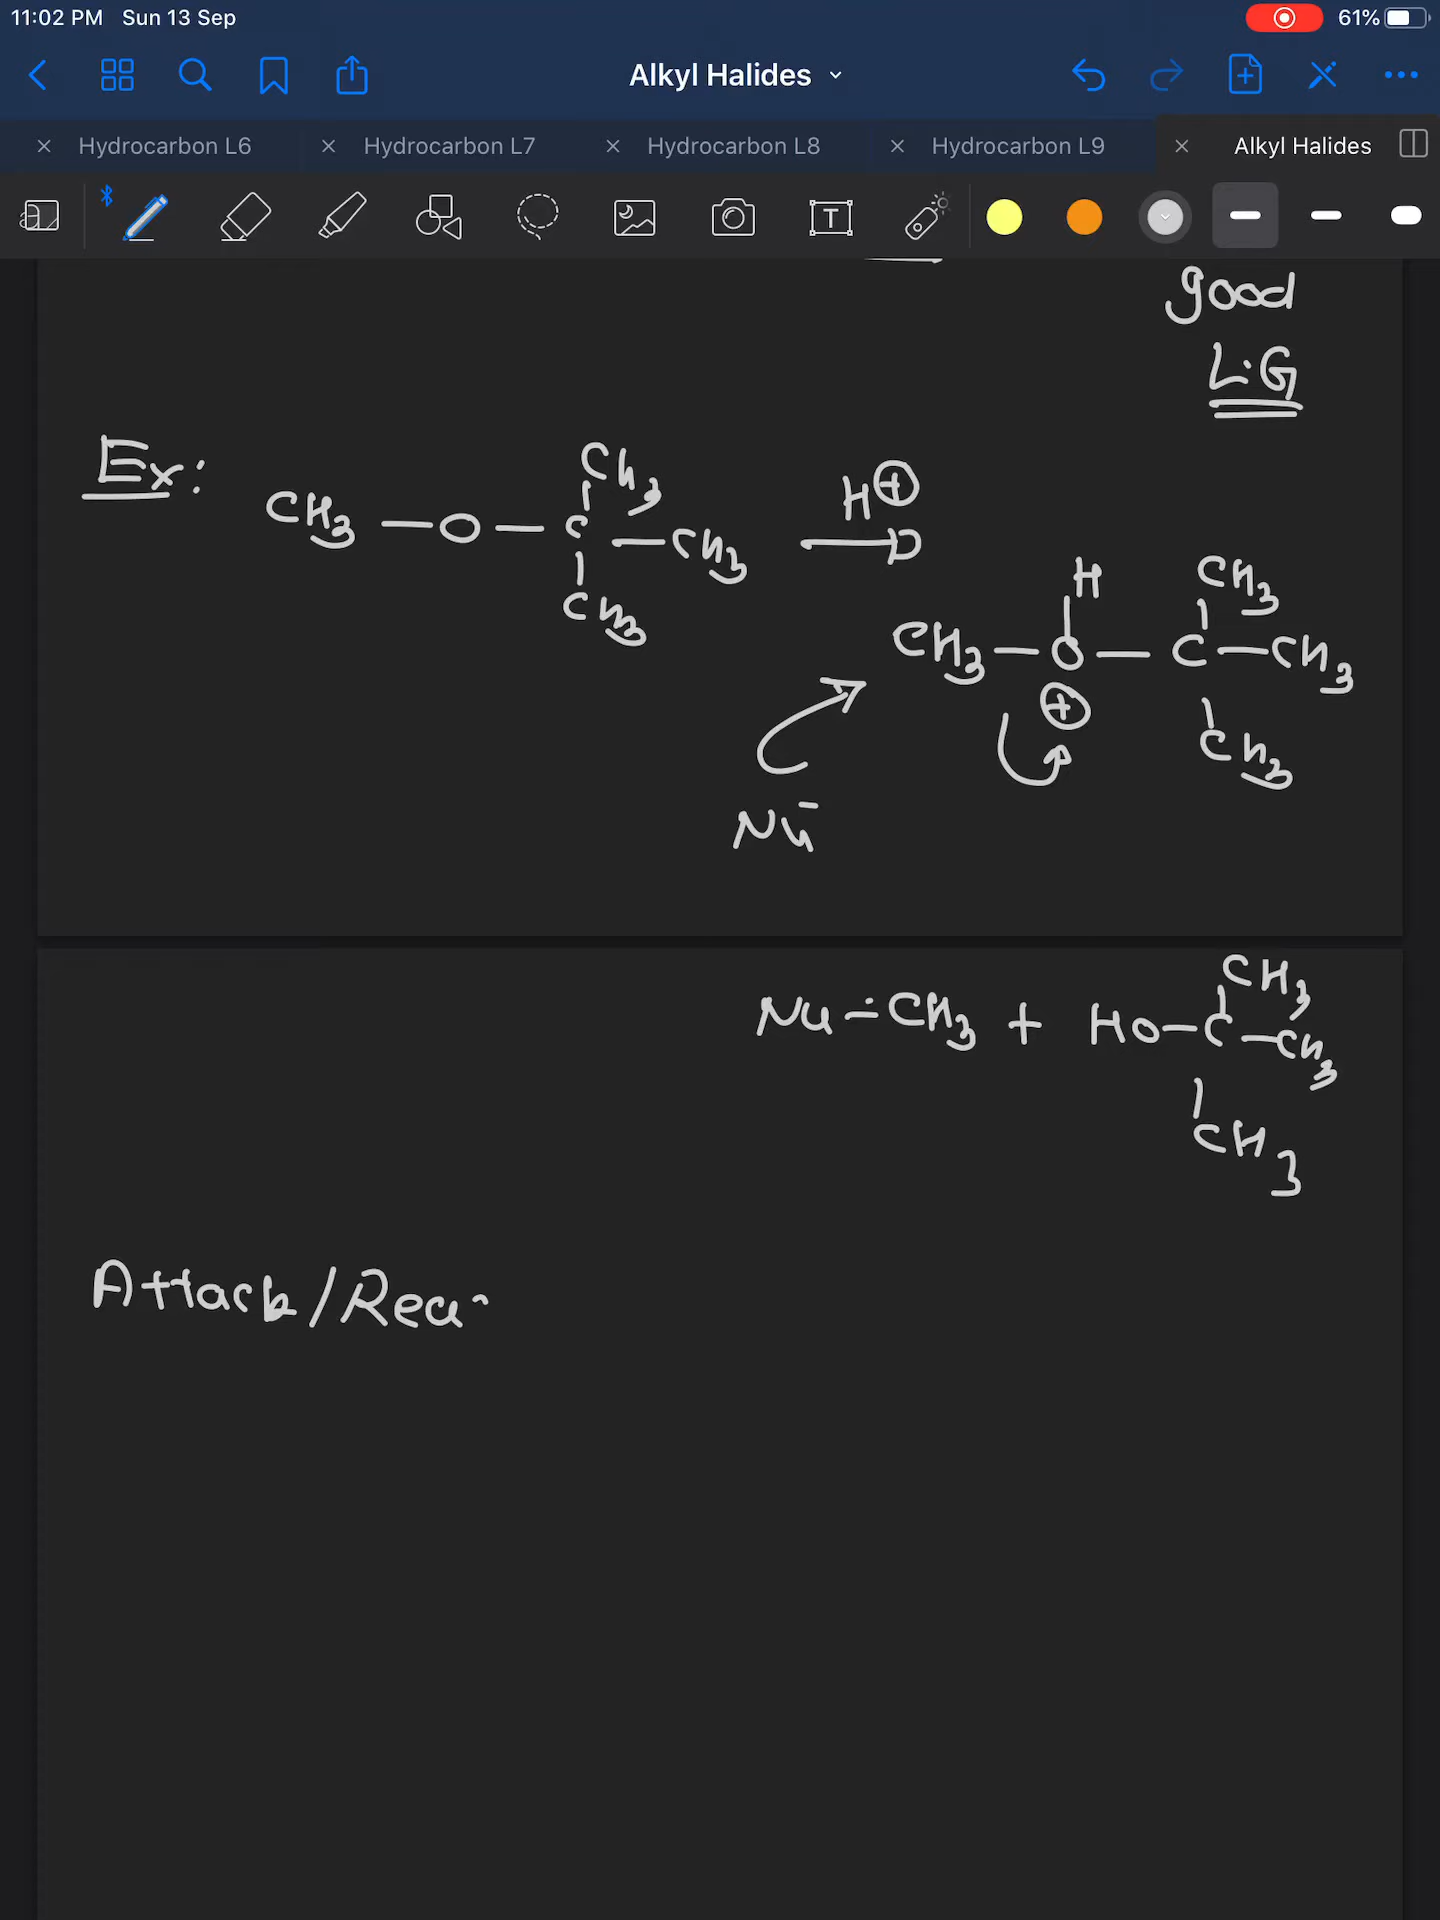 11:02 PM Sun 13 Sep 61%
Alkyl Halides
Hydrocarbon L6 Hydrocarbon L7 Hydrocarbon L8 Hydrocarbon L9 Alkyl Halides
a T
good
L.G
Ex:
CH3
CH3 — O — C — CH3
CH3
H⊕
H CH3
CH3 — O — C — CH3
⊕
CH3
Nu⁻
CH3
Nu — CH3 + HO — C — CH3
CH3
Attack/Rea